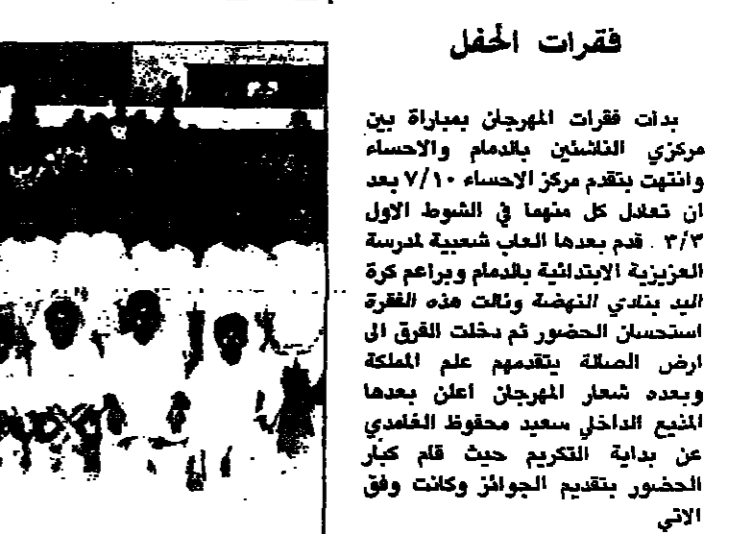 فقرات الحفل
بدأت فقرات المهرجان بمباراة بين
مركزي الناشئين بالدمام والاحساء
وانتهت بتقدم مركز الاحساء ٧/١٠ بعد
ان تعادل كل منهما في الشوط الاول
٣/٣ . قدم بعدها العاب شعبية لمدرسة
العزيزية الابتدائية بالدمام وبراعم كرة
اليد بنادي النهضة ونالت هذه الفقرة
استحسان الحضور ثم دخلت الفرق الى
ارض الصالة يتقدمهم علم المملكة
وبعده شعار المهرجان أعلن بعدها
المذيع الداخلي سعيد محفوظ الغامدي
عن بداية التكريم حيث قام كبار
الحضور بتقديم الجوائز وكانت وفق
الاتي